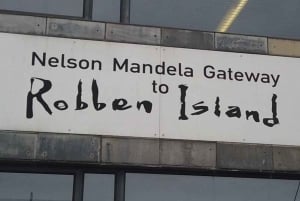 Nelson Mandela Gateway
to
Robben Island